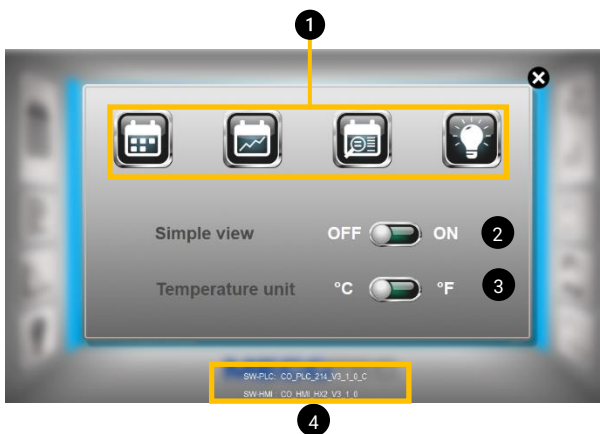 1
Simple view OFF ON 2
Temperature unit °C °F 3
SW-PLC: CO_PLC_214_V3_1_0_C
SW-HMI : CO_HMI_HX2_V3_1_0
4